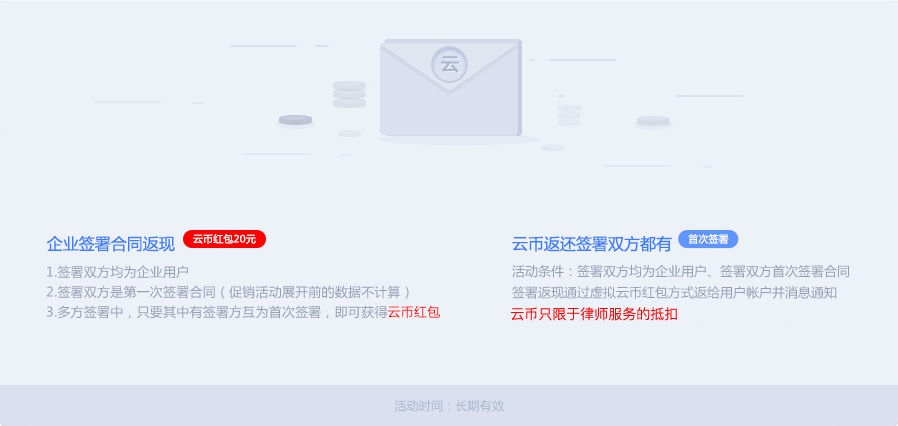 云
企业签署合同返现 云币红包20元
1.签署双方均为企业用户
2.签署双方是第一次签署合同（促销活动展开前的数据不计算）
3.多方签署中，只要其中有签署方互为首次签署，即可获得云币红包
云币返还签署双方都有 首次签署
活动条件：签署双方均为企业用户、签署双方首次签署合同
签署返现通过虚拟云币红包方式返给用户帐户并消息通知
云币只限于律师服务的抵扣
活动时间：长期有效